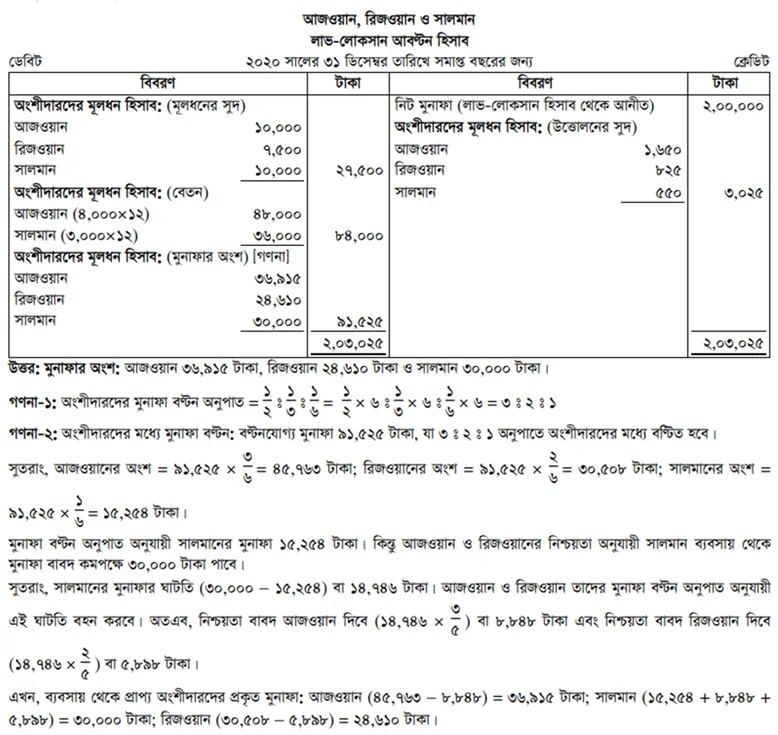 আজওয়ান, রিজওয়ান ও সালমান
লাভ-লোকসান আবণ্টন হিসাব
ডেবিট ২০২০ সালের ৩১ ডিসেম্বর তারিখে সমাপ্ত বছরের জন্য ক্রেডিট
বিবরণ টাকা বিবরণ টাকা
অংশীদারদের মূলধন হিসাব: (মূলধনের সুদ) নিট মুনাফা (লাভ-লোকসান হিসাব থেকে আনীত) ২,০০,০০০
আজওয়ান ১০,০০০ অংশীদারদের মূলধন হিসাব: (উত্তোলনের সুদ)
রিজওয়ান ৭,৫০০ আজওয়ান ১,৬৫০
সালমান ১০,০০০ ২৭,৫০০ রিজওয়ান ৮২৫
অংশীদারদের মূলধন হিসাব: (বেতন) সালমান ৫৫০ ৩,০২৫
আজওয়ান (৪,০০০×১২) ৪৮,০০০
সালমান (৩,০০০×১২) ৩৬,০০০ ৮৪,০০০
অংশীদারদের মূলধন হিসাব: (মুনাফার অংশ) [গণনা]
আজওয়ান ৩৬,৯১৫
রিজওয়ান ২৪,৬১০
সালমান ৩০,০০০ ৯১,৫২৫
২,০৩,০২৫ ২,০৩,০২৫
উত্তর: মুনাফার অংশ: আজওয়ান ৩৬,৯১৫ টাকা, রিজওয়ান ২৪,৬১০ টাকা ও সালমান ৩০,০০০ টাকা।
গণনা-১: অংশীদারদের মুনাফা বণ্টন অনুপাত = ১/২ ঃ ১/৩ ঃ ১/৬ = ১/২ × ৬ ঃ ১/৩ × ৬ ঃ ১/৬ × ৬ = ৩ ঃ ২ ঃ ১
গণনা-২: অংশীদারদের মধ্যে মুনাফা বণ্টন: বণ্টনযোগ্য মুনাফা ৯১,৫২৫ টাকা, যা ৩ ঃ ২ ঃ ১ অনুপাতে অংশীদারদের মধ্যে বণ্টিত হবে।
সুতরাং, আজওয়ানের অংশ = ৯১,৫২৫ × ৩/৬ = ৪৫,৭৬৩ টাকা; রিজওয়ানের অংশ = ৯১,৫২৫ × ২/৬ = ৩০,৫০৮ টাকা; সালমানের অংশ =
৯১,৫২৫ × ১/৬ = ১৫,২৫৪ টাকা।
মুনাফা বণ্টন অনুপাত অনুযায়ী সালমানের মুনাফা ১৫,২৫৪ টাকা। কিন্তু আজওয়ান ও রিজওয়ানের নিশ্চয়তা অনুযায়ী সালমান ব্যবসায় থেকে
মুনাফা বাবদ কমপক্ষে ৩০,০০০ টাকা পাবে।
সুতরাং, সালমানের মুনাফার ঘাটতি (৩০,০০০ – ১৫,২৫৪) বা ১৪,৭৪৬ টাকা। আজওয়ান ও রিজওয়ান তাদের মুনাফা বণ্টন অনুপাত অনুযায়ী
এই ঘাটতি বহন করবে। অতএব, নিশ্চয়তা বাবদ আজওয়ান দিবে (১৪,৭৪৬ × ৩/৫) বা ৮,৮৪৮ টাকা এবং নিশ্চয়তা বাবদ রিজওয়ান দিবে
(১৪,৭৪৬ × ২/৫) বা ৫,৮৯৮ টাকা।
এখন, ব্যবসায় থেকে প্রাপ্য অংশীদারদের প্রকৃত মুনাফা: আজওয়ান (৪৫,৭৬৩ – ৮,৮৪৮) = ৩৬,৯১৫ টাকা; সালমান (১৫,২৫৪ + ৮,৮৪৮ +
৫,৮৯৮) = ৩০,০০০ টাকা; রিজওয়ান (৩০,৫০৮ – ৫,৮৯৮) = ২৪,৬১০ টাকা।